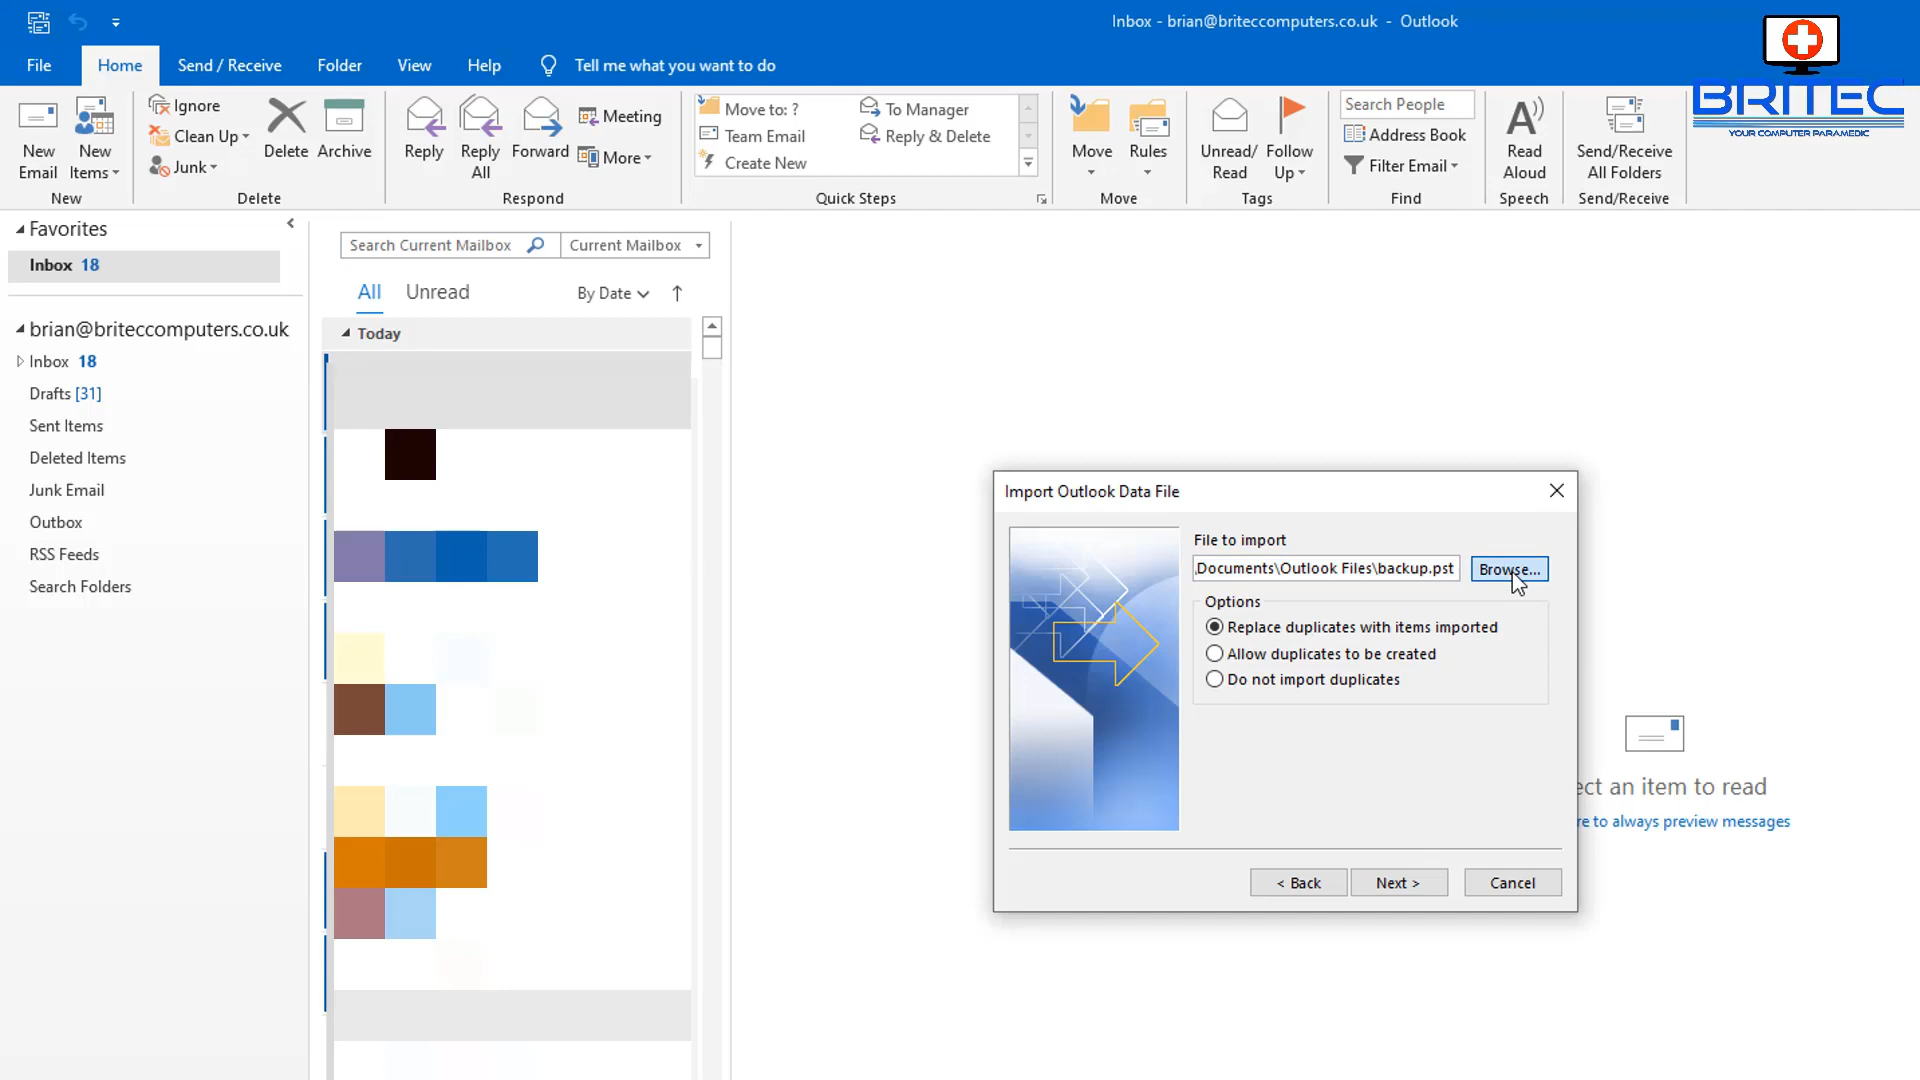 Inbox - brian@briteccomputers.co.uk - Outlook
File Home Send / Receive Folder View Help Tell me what you want to do
BRITEC
YOUR COMPUTER PARAMEDIC
New Email
New Items
New
Ignore
Clean Up
Junk
Delete
Archive
Delete
Reply
Reply All
Forward
Meeting
More
Respond
Move to: ?
Team Email
Create New
To Manager
Reply & Delete
Quick Steps
Move
Rules
Move
Unread/ Read
Follow Up
Tags
Search People
Address Book
Filter Email
Find
Read Aloud
Speech
Send/Receive All Folders
Send/Receive
Favorites
Inbox 18
brian@briteccomputers.co.uk
Inbox 18
Drafts [31]
Sent Items
Deleted Items
Junk Email
Outbox
RSS Feeds
Search Folders
Search Current Mailbox Current Mailbox
All Unread By Date
Today
Import Outlook Data File
File to import
Documents\Outlook Files\backup.pst Browse...
Options
Replace duplicates with items imported
Allow duplicates to be created
Do not import duplicates
< Back Next > Cancel
ect an item to read
re to always preview messages